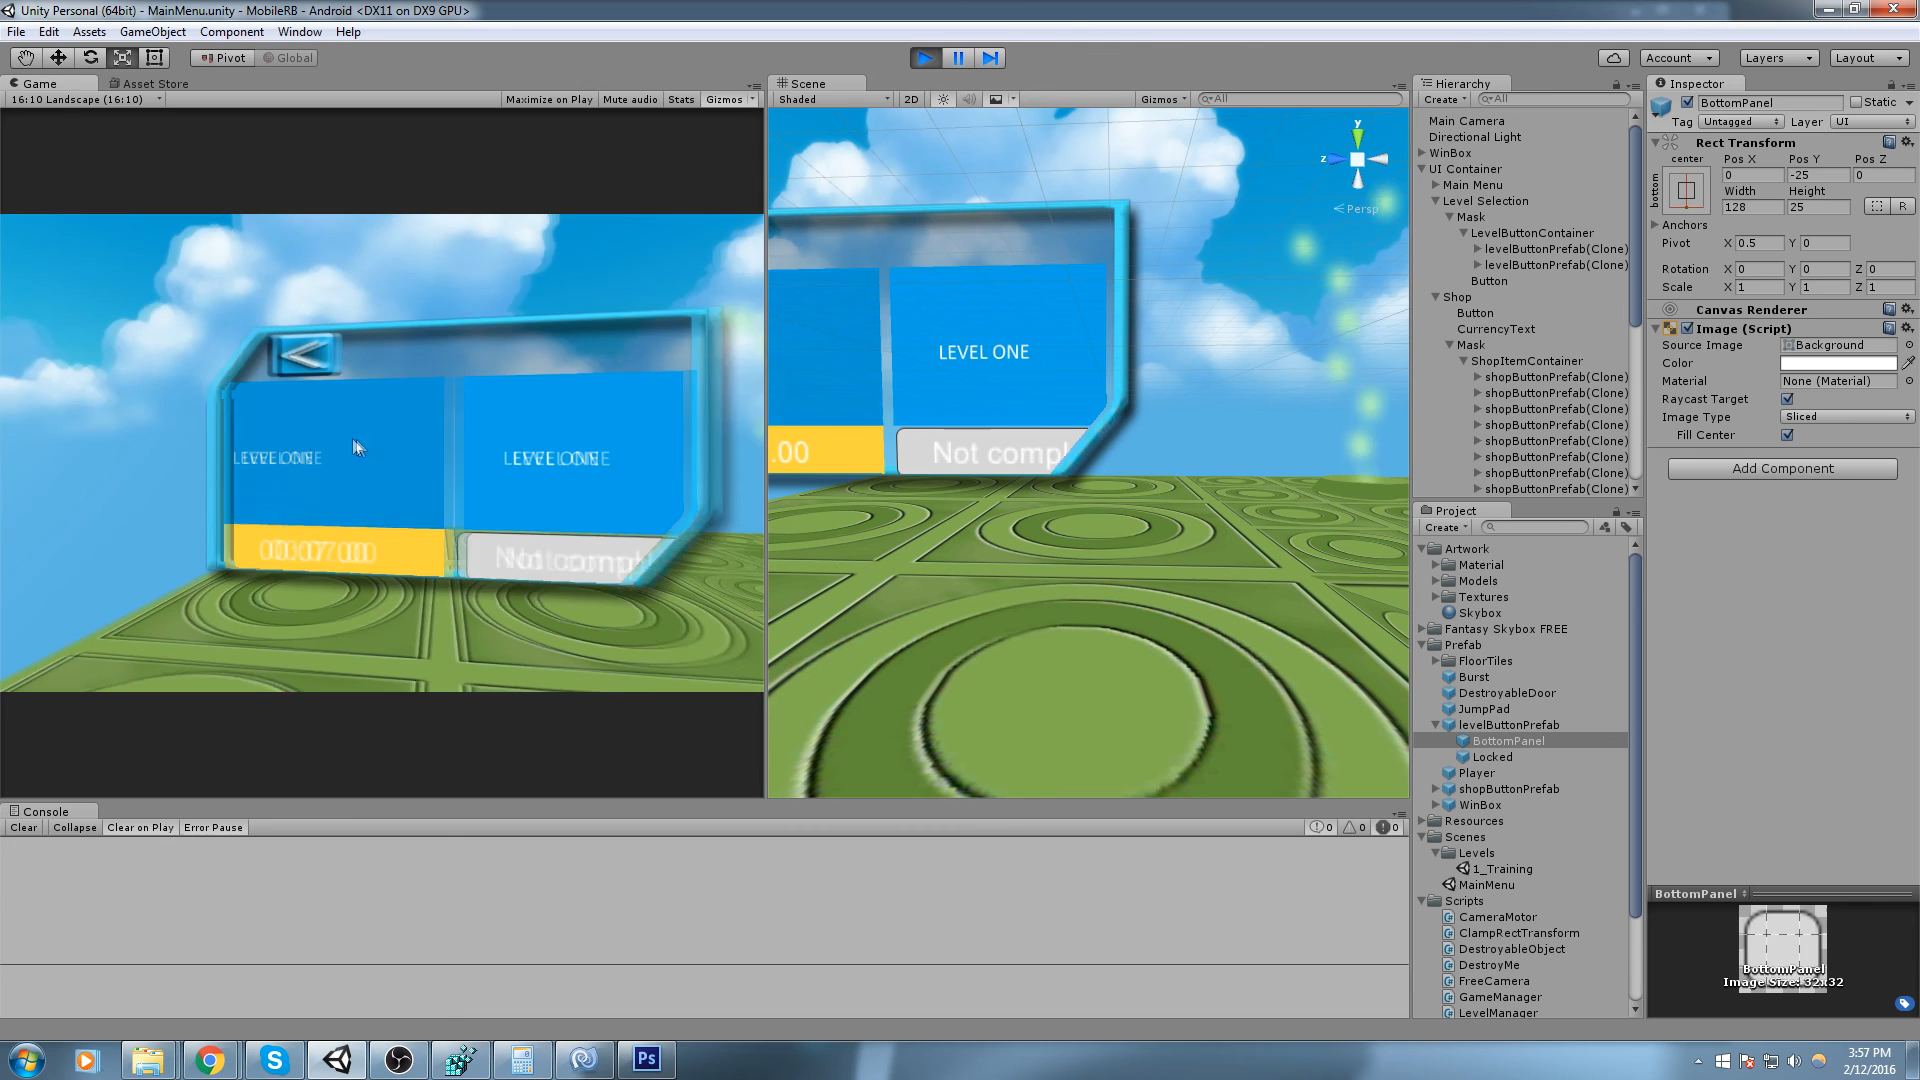 Unity Personal (64bit) - MainMenu.unity - MobileRB - Android <DX11 on DX9 GPU>
File Edit Assets GameObject Component Window Help
Pivot Global Account Layers Layout
Game Asset Store
16:10 Landscape (16:10) Maximize on Play Mute audio Stats Gizmos
LEVEL ONE LEVEL ONE
Not compl
Scene
Shaded 2D Gizmos All
y
z
Persp
LEVEL ONE
.00 Not compl
Hierarchy
Create All
Main Camera
Directional Light
WinBox
UI Container
Main Menu
Level Selection
Mask
LevelButtonContainer
levelButtonPrefab(Clone)
levelButtonPrefab(Clone)
Button
Shop
Button
CurrencyText
Mask
ShopItemContainer
shopButtonPrefab(Clone)
shopButtonPrefab(Clone)
shopButtonPrefab(Clone)
shopButtonPrefab(Clone)
shopButtonPrefab(Clone)
shopButtonPrefab(Clone)
shopButtonPrefab(Clone)
shopButtonPrefab(Clone)
Project
Create
Artwork
Material
Models
Textures
Skybox
Fantasy Skybox FREE
Prefab
FloorTiles
Burst
DestroyableDoor
JumpPad
levelButtonPrefab
BottomPanel
Locked
Player
shopButtonPrefab
WinBox
Resources
Scenes
Levels
1_Training
MainMenu
Scripts
CameraMotor
ClampRectTransform
DestroyableObject
DestroyMe
FreeCamera
GameManager
LevelManager
Inspector
BottomPanel Static
Tag Untagged Layer UI
Rect Transform
center Pos X Pos Y Pos Z
bottom 0 -25 0
Width Height
128 25 R
Anchors
Pivot X 0.5 Y 0
Rotation X 0 Y 0 Z 0
Scale X 1 Y 1 Z 1
Canvas Renderer
Image (Script)
Source Image Background
Color
Material None (Material)
Raycast Target
Image Type Sliced
Fill Center
Add Component
BottomPanel
BottomPanel
Image Size: 32x32
Console
Clear Collapse Clear on Play Error Pause 0 0 0
S Ps
3:57 PM
2/12/2016